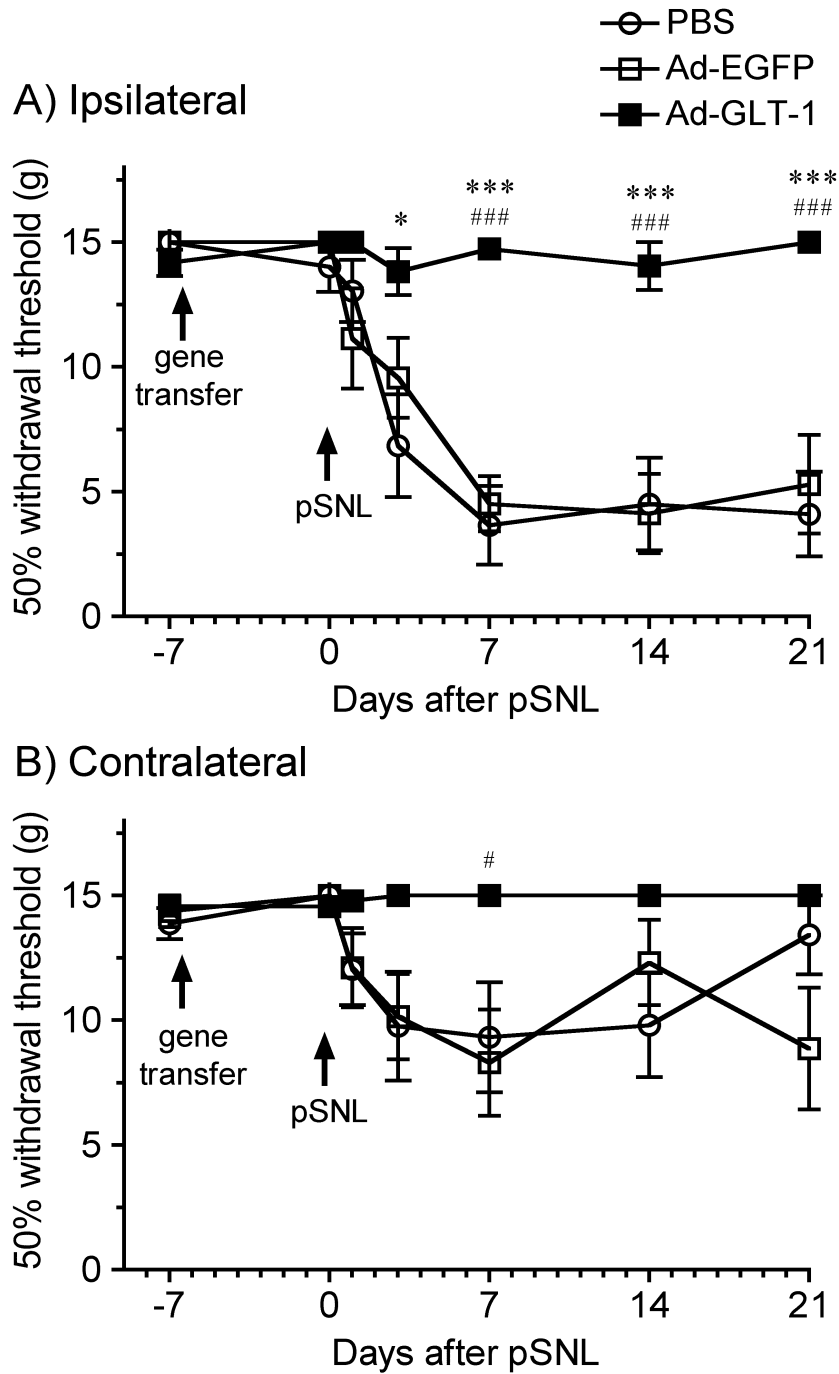 PBS
Ad-EGFP
Ad-GLT-1
A) Ipsilateral
50% withdrawal threshold (g)
15
10
5
0
*
***
###
***
###
***
###
gene
transfer
pSNL
-7
0
7
14
21
Days after pSNL
B) Contralateral
50% withdrawal threshold (g)
15
10
5
0
#
gene
transfer
pSNL
-7
0
7
14
21
Days after pSNL